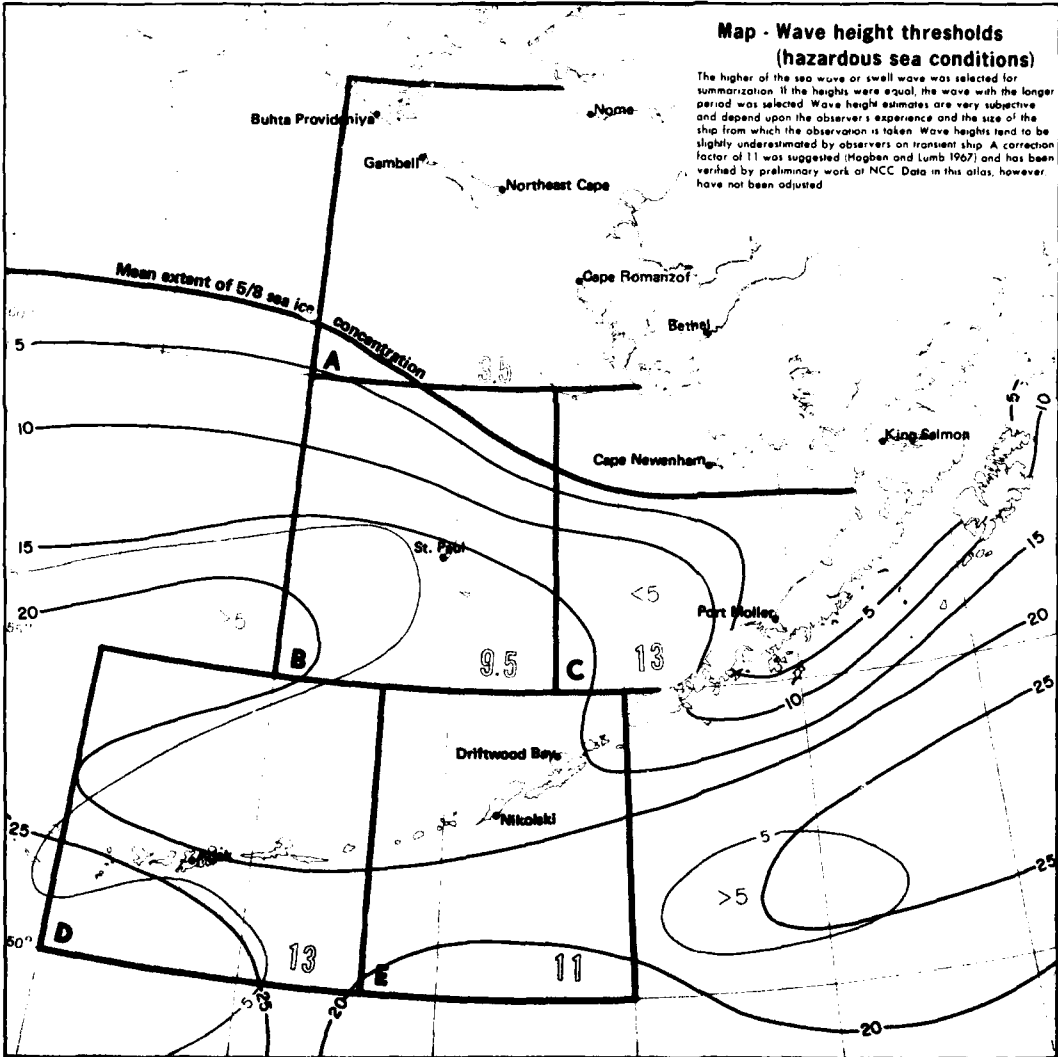 Map - Wave height thresholds
(hazardous sea conditions)
The higher of the sea wave or swell wave was selected for
summarization If the heights were equal, the wave with the longer
period was selected Wave height estimates are very subjective
and depend upon the observer s experience and the size of the
ship from which the observation is taken Wave heights tend to be
slightly underestimated by observers on transient ship A correction
factor of 11 was suggested (Hogben and Lumb 1967) and has been
verified by preliminary work at NCC Data in this atlas, however
have not been adjusted
Buhta Provideniya
Nome
Gambell
Northeast Cape
Mean extent of 5/8 sea ice concentration
Cape Romanzof
Bethel
5
A
3.5
5
10
10
King Salmon
Cape Newenham
15
St. Paul
15
<5
20
>5
Port Moller
5
20
B
9.5
C
13
25
10
Driftwood Bay
Nikolski
25
5
>5
25
50°
D
13
E
11
5
25
20
20